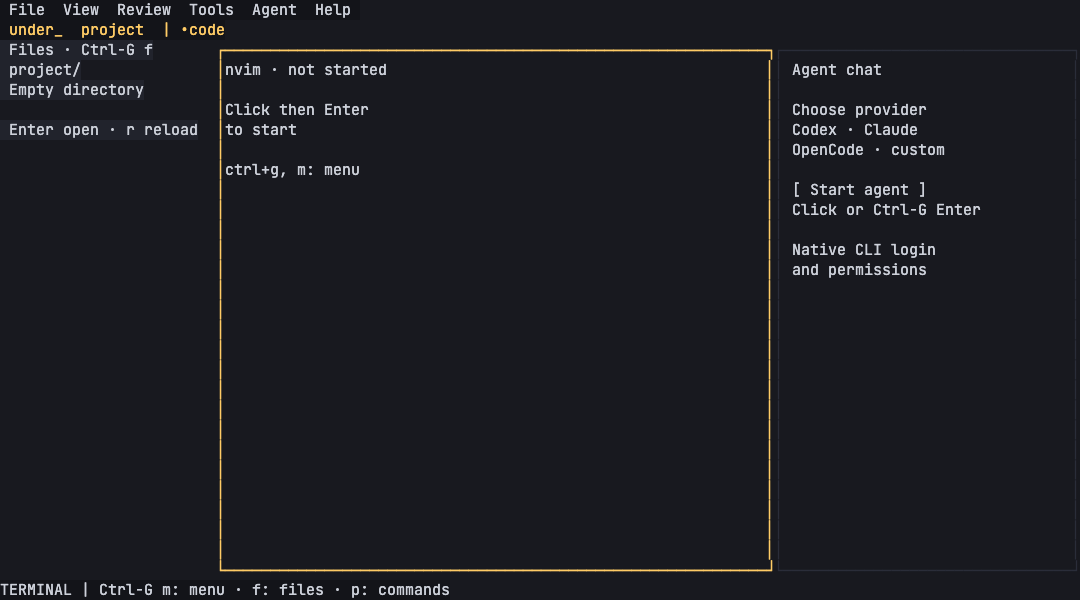 File  View  Review  Tools  Agent  Help
under_  project  | •code
Files · Ctrl-G f
project/
Empty directory
Enter open · r reload
nvim · not started
Click then Enter
to start
ctrl+g, m: menu
Agent chat
Choose provider
Codex · Claude
OpenCode · custom
[ Start agent ]
Click or Ctrl-G Enter
Native CLI login
and permissions
TERMINAL | Ctrl-G m: menu · f: files · p: commands